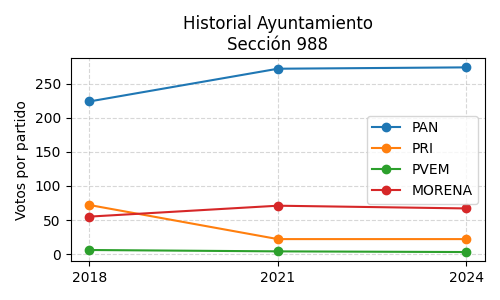 Historial Ayuntamiento
Sección 988
Votos por partido
250
200
150
100
50
0
2018
2021
2024
PAN
PRI
PVEM
MORENA